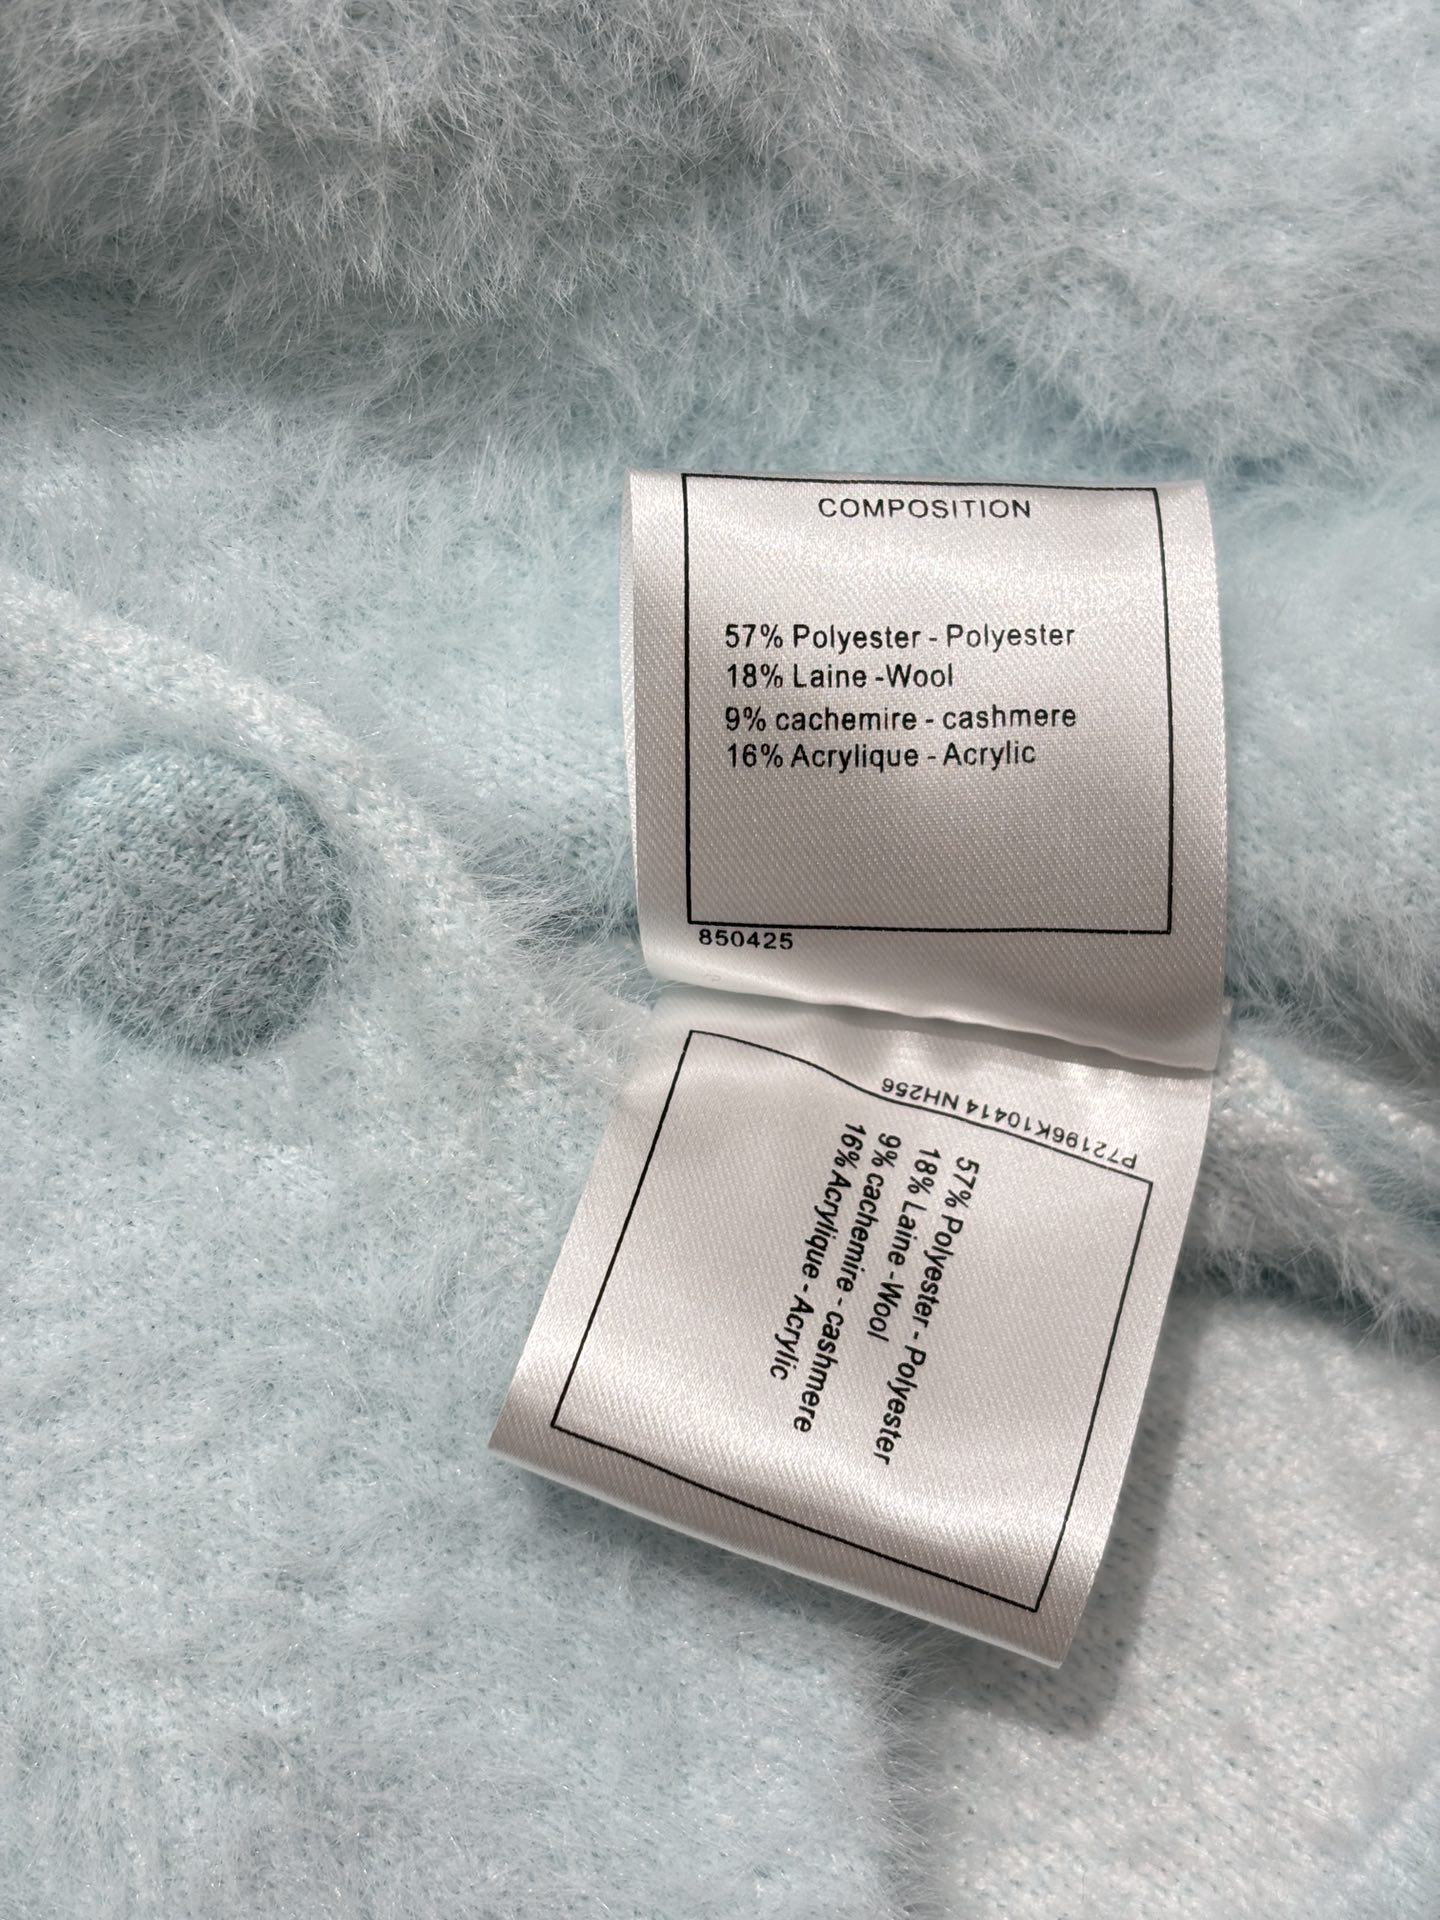 COMPOSITION
57% Polyester - Polyester
18% Laine -Wool
9% cachemire - cashmere
16% Acrylique - Acrylic
850425
P72196K10414 NH256
57% Polyester - Polyester
18% Laine -Wool
9% cachemire - cashmere
16% Acrylique - Acrylic